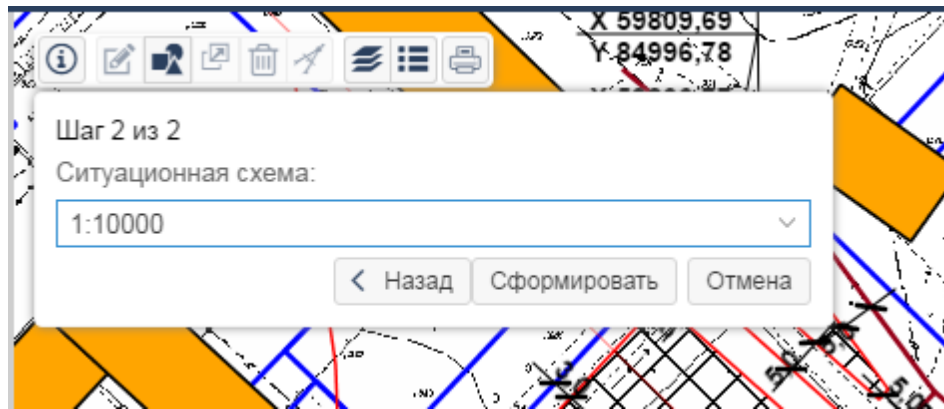 X 59809,69
Y 84996,78
Шаг 2 из 2
Ситуационная схема:
1:10000
Назад
Сформировать
Отмена